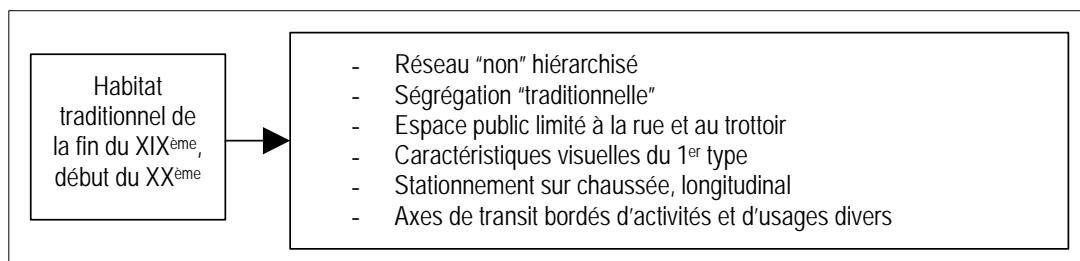 Habitat
traditionnel de
la fin du XIXème,
début du XXème
- Réseau “non” hiérarchisé
- Ségrégation “traditionnelle”
- Espace public limité à la rue et au trottoir
- Caractéristiques visuelles du 1er type
- Stationnement sur chaussée, longitudinal
- Axes de transit bordés d’activités et d’usages divers